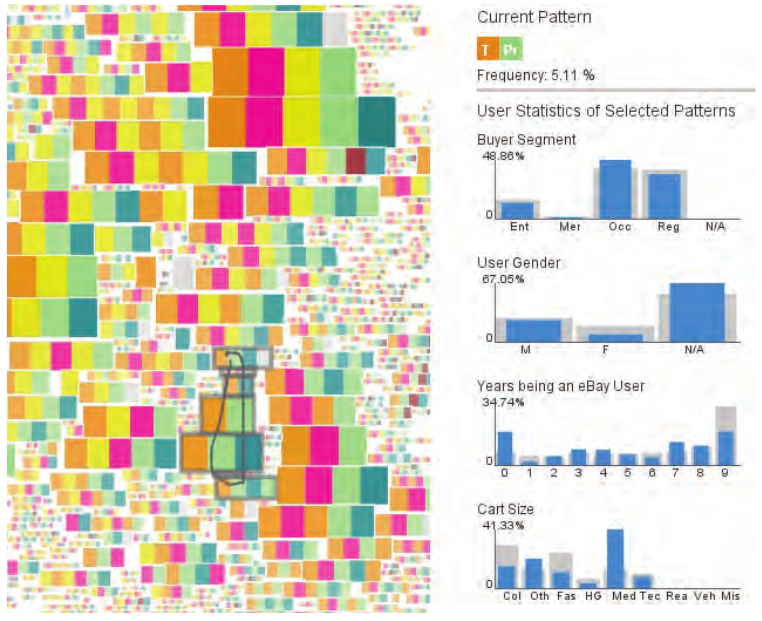 Current Pattern
T Pr
Frequency: 5.11 %
User Statistics of Selected Patterns
Buyer Segment
48.86%
0
Ent Mer Occ Reg N/A
User Gender
67.05%
0
M F N/A
Years being an eBay User
34.74%
0
0 1 2 3 4 5 6 7 8 9
Cart Size
41.33%
0
Col Oth Fas HG Med Tec Rea Veh Mis